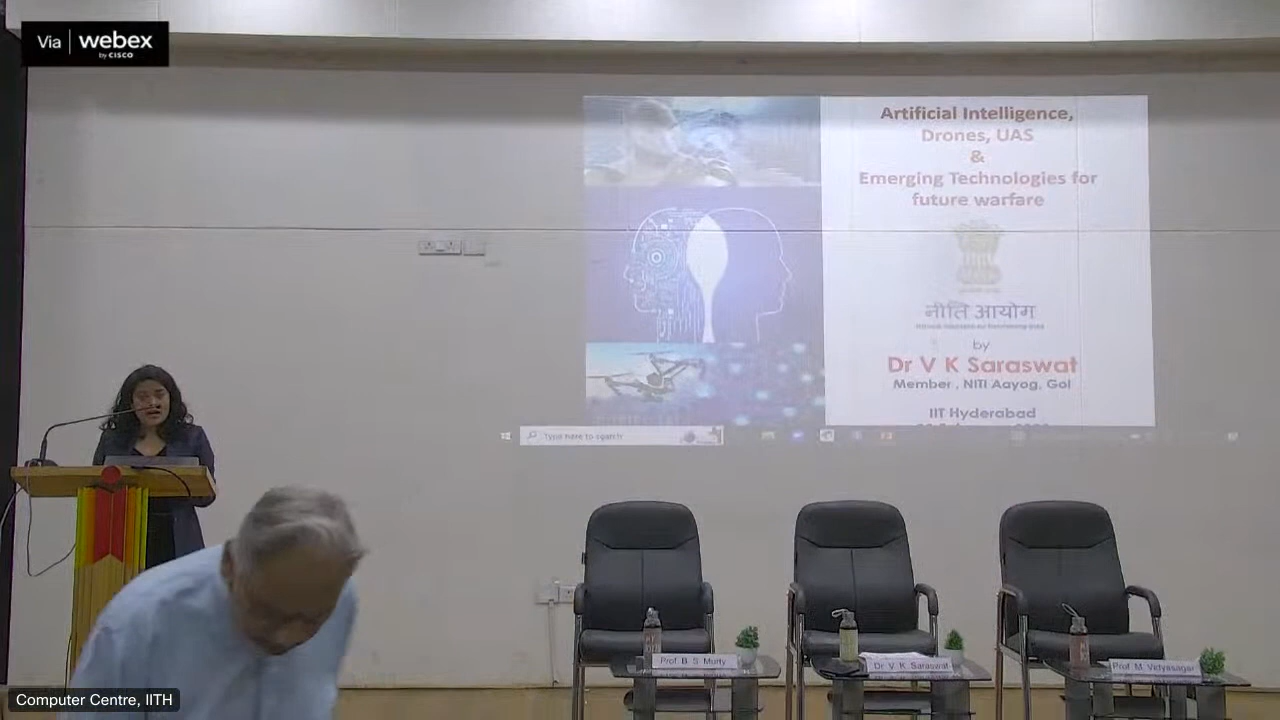 Via webex
by CISCO
Artificial Intelligence,
Drones, UAS
&
Emerging Technologies for
future warfare
नीति आयोग
by
Dr V K Saraswat
Member , NITI Aayog, GoI
IIT Hyderabad
Type here to search
Prof B S Murty
Dr. V. K. Saraswat
Prof M. Vidyasagar
Computer Centre, IITH